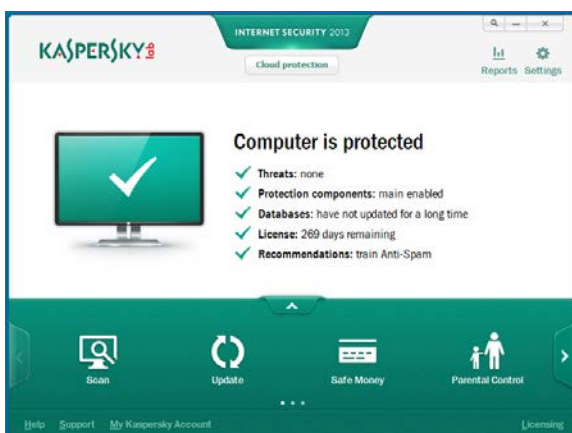 KASPERSKY lab
INTERNET SECURITY 2013
Cloud protection
Reports Settings
Computer is protected
Threats: none
Protection components: main enabled
Databases: have not updated for a long time
License: 269 days remaining
Recommendations: train Anti-Spam
Scan Update Safe Money Parental Control
Help Support My Kaspersky Account Licensing